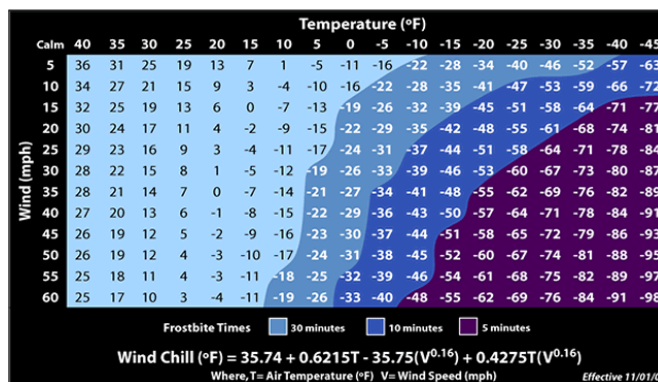 Temperature (ºF)
Calm 40 35 30 25 20 15 10 5 0 -5 -10 -15 -20 -25 -30 -35 -40 -45
5 36 31 25 19 13 7 1 -5 -11 -16 -22 -28 -34 -40 -46 -52 -57 -63
10 34 27 21 15 9 3 -4 -10 -16 -22 -28 -35 -41 -47 -53 -59 -66 -72
15 32 25 19 13 6 0 -7 -13 -19 -26 -32 -39 -45 -51 -58 -64 -71 -77
20 30 24 17 11 4 -2 -9 -15 -22 -29 -35 -42 -48 -55 -61 -68 -74 -81
25 29 23 16 9 3 -4 -11 -17 -24 -31 -37 -44 -51 -58 -64 -71 -78 -84
30 28 22 15 8 1 -5 -12 -19 -26 -33 -39 -46 -53 -60 -67 -73 -80 -87
35 28 21 14 7 0 -7 -14 -21 -27 -34 -41 -48 -55 -62 -69 -76 -82 -89
40 27 20 13 6 -1 -8 -15 -22 -29 -36 -43 -50 -57 -64 -71 -78 -84 -91
45 26 19 12 5 -2 -9 -16 -23 -30 -37 -44 -51 -58 -65 -72 -79 -86 -93
50 26 19 12 4 -3 -10 -17 -24 -31 -38 -45 -52 -60 -67 -74 -81 -88 -95
55 25 18 11 4 -3 -11 -18 -25 -32 -39 -46 -54 -61 -68 -75 -82 -89 -97
60 25 17 10 3 -4 -11 -19 -26 -33 -40 -48 -55 -62 -69 -76 -84 -91 -98
Wind (mph)
Frostbite Times 30 minutes 10 minutes 5 minutes
Wind Chill (ºF) = 35.74 + 0.6215T - 35.75(V0.16) + 0.4275T(V0.16)
Where, T= Air Temperature (ºF) V= Wind Speed (mph) Effective 11/01/0